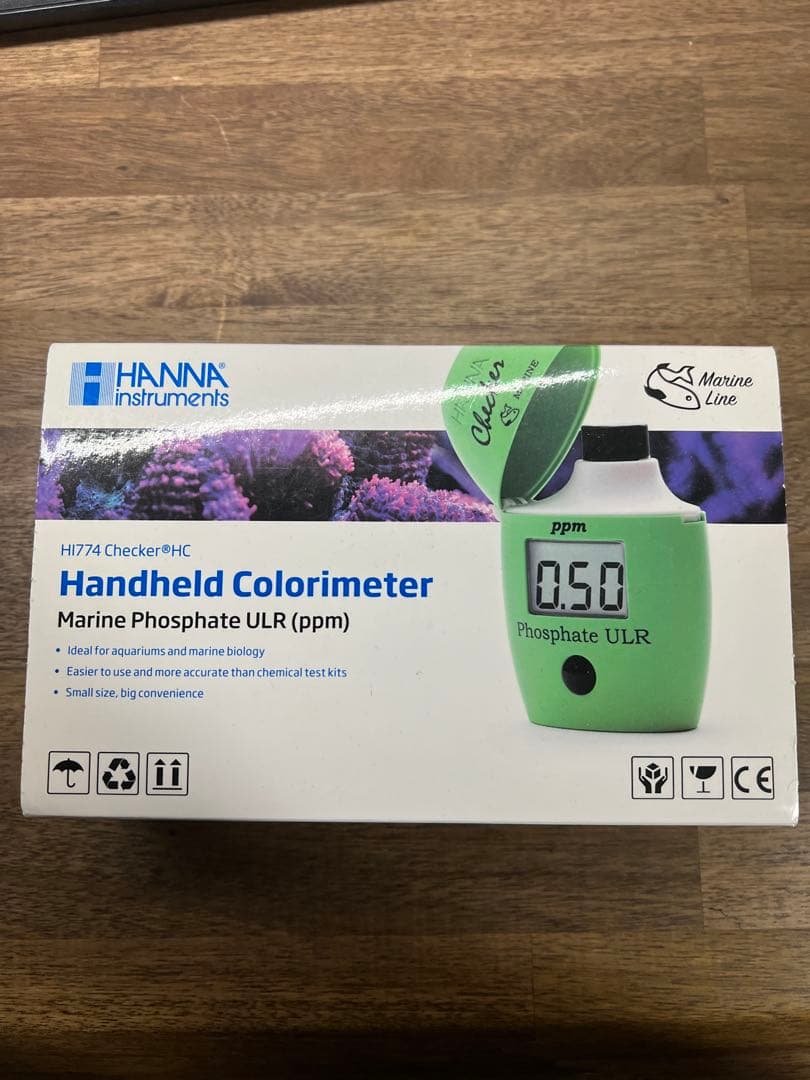 HANNA®
instruments
HANNA
Checker
MARINE
Marine
Line
HI774 Checker®HC
Handheld Colorimeter
Marine Phosphate ULR (ppm)
• Ideal for aquariums and marine biology
• Easier to use and more accurate than chemical test kits
• Small size, big convenience
ppm
0.50
Phosphate ULR
CE